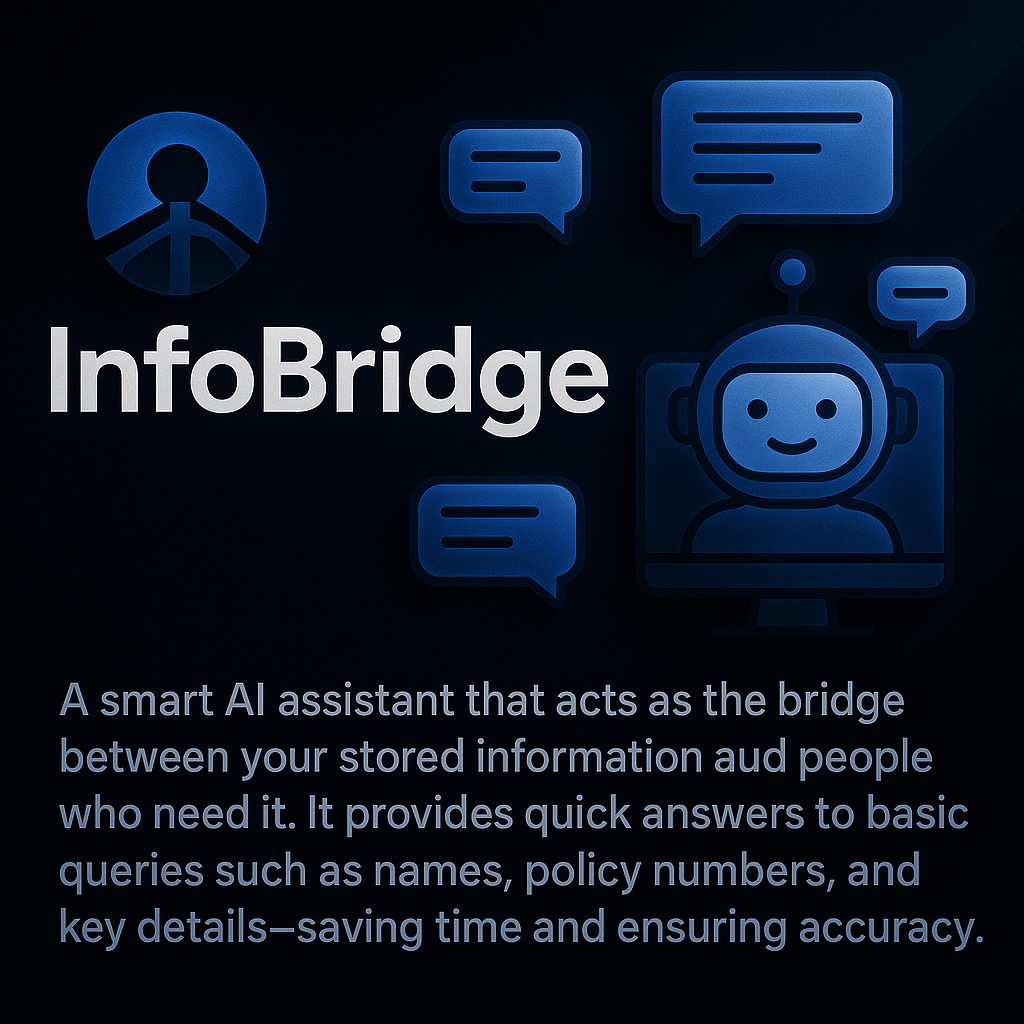 InfoBridge
A smart AI assistant that acts as the bridge
between your stored information aud people
who need it. It provides quick answers to basic
queries such as names, policy numbers, and
key details—saving time and ensuring accuracy.